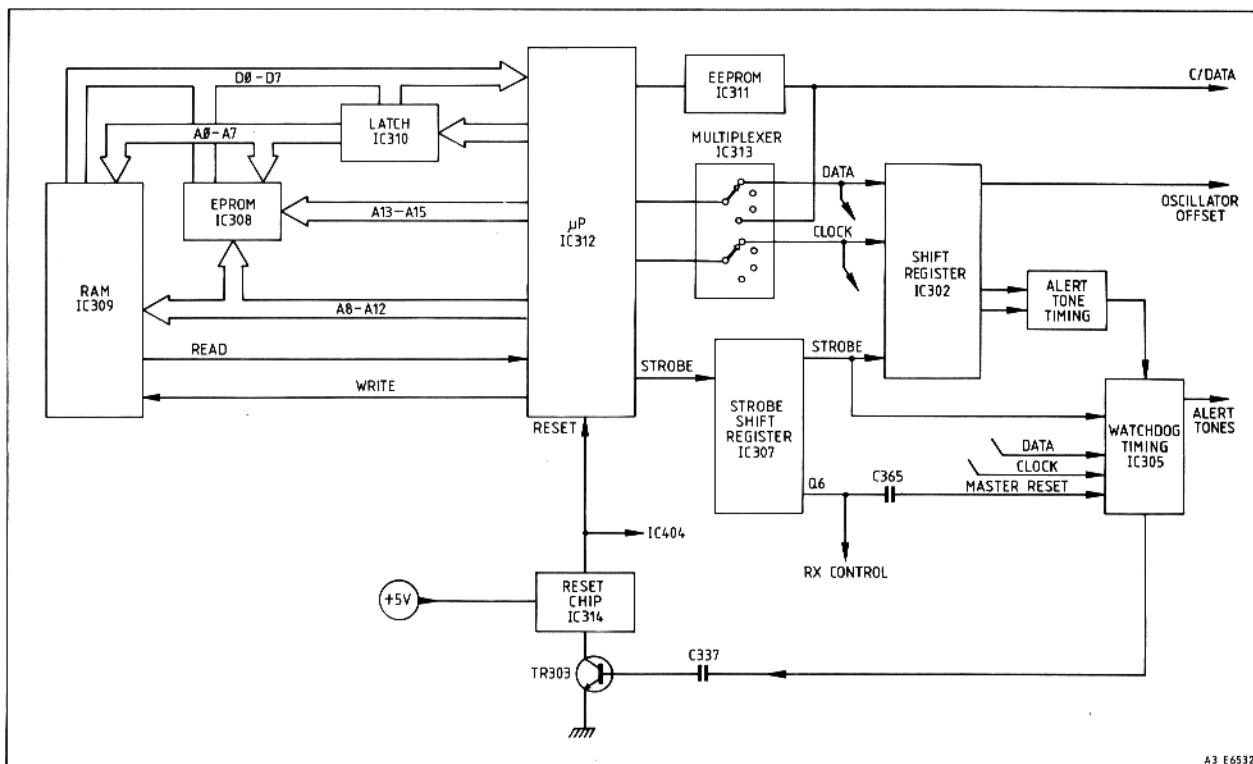 DØ-D7
LATCH
IC310
AØ-A7
EPROM
IC308
A13-A15
RAM
IC309
A8-A12
READ
WRITE
µP
IC312
RESET
EEPROM
IC311
C/DATA
MULTIPLEXER
IC313
DATA
CLOCK
SHIFT
REGISTER
IC302
OSCILLATOR
OFFSET
ALERT
TONE
TIMING
STROBE
STROBE
STROBE
SHIFT
REGISTER
IC307
Q6
C365
RX CONTROL
DATA
CLOCK
MASTER RESET
WATCHDOG
TIMING
IC305
ALERT
TONES
IC404
+5V
RESET
CHIP
IC314
TR303
C337
A3 E6532